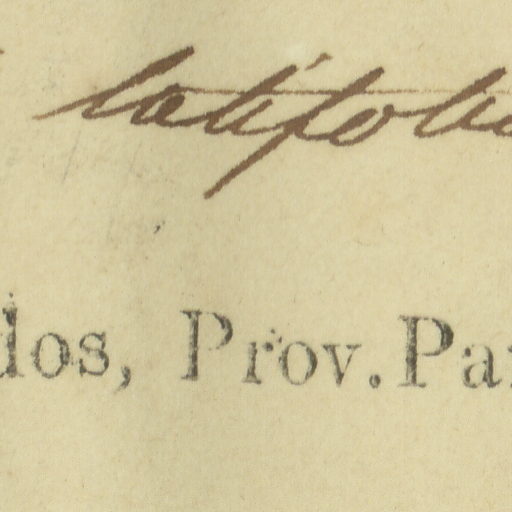 latifolia
dos, Prov. Pa